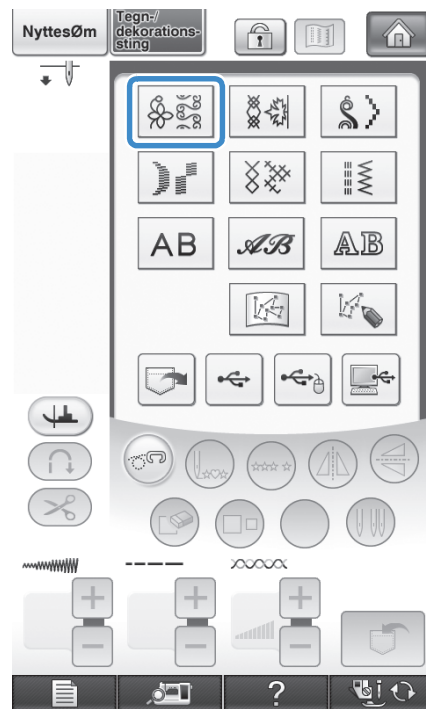 NyttesØm
Tegn-/
dekorations-
sting
AB
AB
AB
?